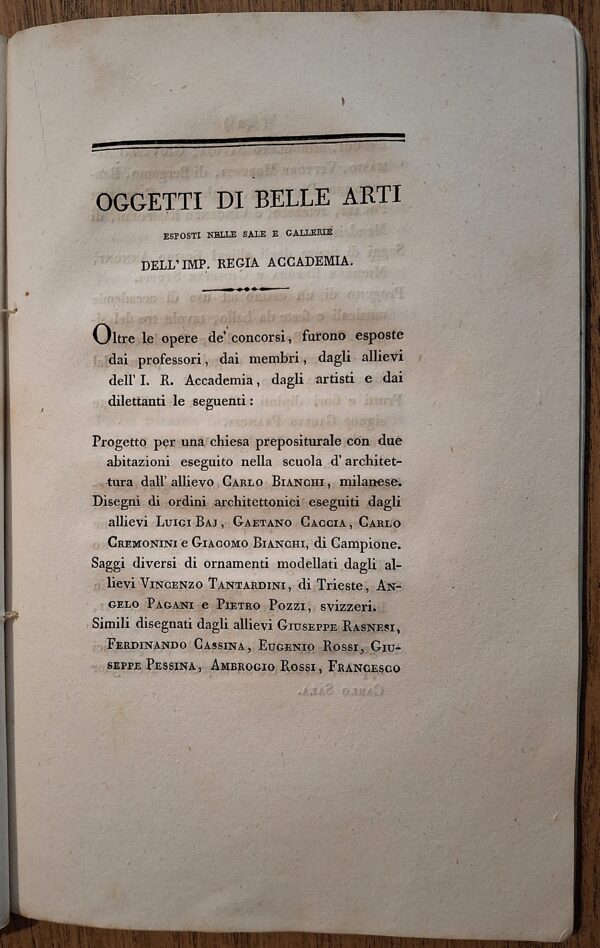 OGGETTI DI BELLE ARTI
ESPOSTI NELLE SALE E GALLERIE
DELL'IMP. REGIA ACCADEMIA.
Oltre le opere de' concorsi, furono esposte
dai professori, dai membri, dagli allievi
dell' I. R. Accademia, dagli artisti e dai
dilettanti le seguenti:
Progetto per una chiesa prepositurale con due
abitazioni eseguito nella scuola d'architet-
tura dall'allievo CARLO BIANCHI, milanese.
Disegni di ordini architettonici eseguiti dagli
allievi LUIGI BAJ, GAETANO CACCIA, CARLO
CREMONINI e GIACOMO BIANCHI, di Campione.
Saggi diversi di ornamenti modellati dagli al-
lievi VINCENZO TANTARDINI, di Trieste, AN-
GELO PAGANI e PIETRO POZZI, svizzeri.
Simili disegnati dagli allievi GIUSEPPE RASNESI,
FERDINANDO CASSINA, EUGENIO ROSSI, GIU-
SEPPE PESSINA, AMBROGIO ROSSI, FRANCESCO
CARLO SALA.